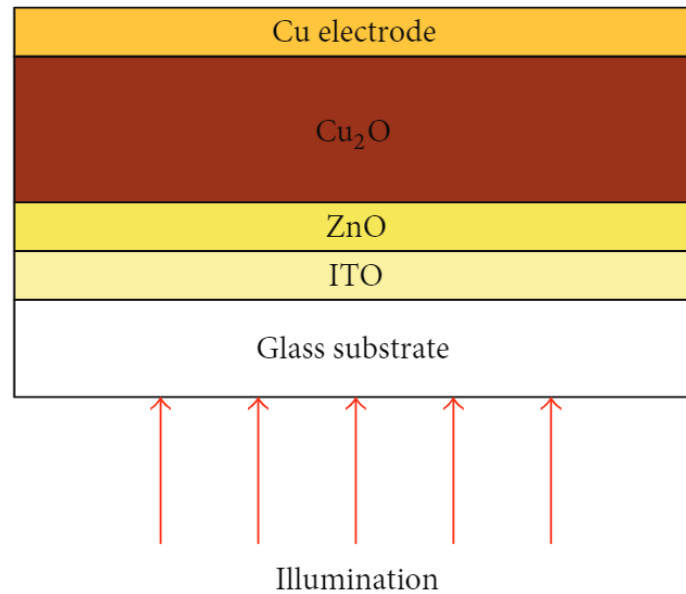 Cu electrode
Cu₂O
ZnO
ITO
Glass substrate
Illumination